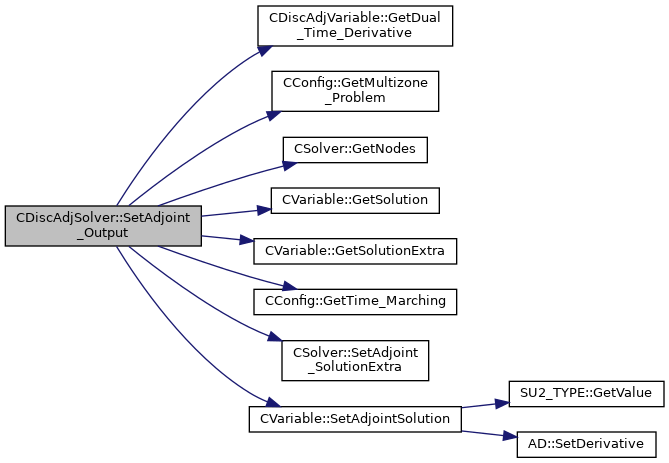 CDiscAdjSolver::SetAdjoint
_Output
CDiscAdjVariable::GetDual
_Time_Derivative
CConfig::GetMultizone
_Problem
CSolver::GetNodes
CVariable::GetSolution
CVariable::GetSolutionExtra
CConfig::GetTime_Marching
CSolver::SetAdjoint
_SolutionExtra
CVariable::SetAdjointSolution
SU2_TYPE::GetValue
AD::SetDerivative